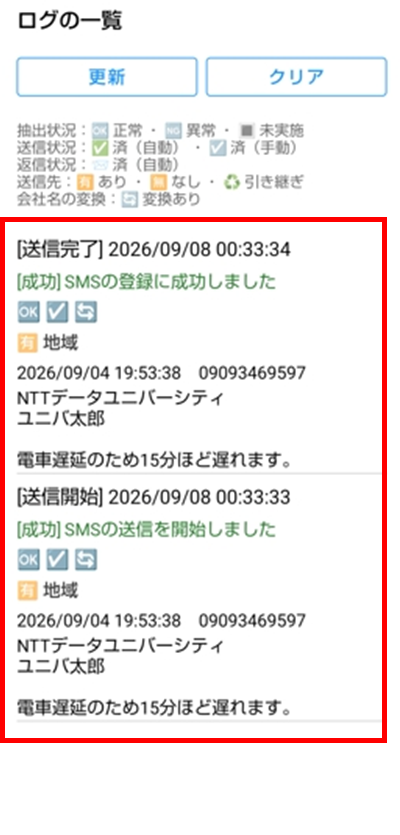 ログの一覧
更新 クリア
抽出状況：🆗 正常 ・ 🆖 異常 ・ 🔳 未実施
送信状況：✅ 済（自動） ・ ☑️ 済（手動）
返信状況：📨 済（自動）
送信先：🈶 あり ・ 🈚 なし ・ ♻️ 引き継ぎ
会社名の変換：🔄 変換あり
[送信完了] 2026/09/08 00:33:34
[成功] SMSの登録に成功しました
🆗 ☑️ 🔄
🈶 地域
2026/09/04 19:53:38 09093469597
NTTデータユニバーシティ
ユニバ太郎
電車遅延のため15分ほど遅れます。
[送信開始] 2026/09/08 00:33:33
[成功] SMSの送信を開始しました
🆗 ☑️ 🔄
🈶 地域
2026/09/04 19:53:38 09093469597
NTTデータユニバーシティ
ユニバ太郎
電車遅延のため15分ほど遅れます。